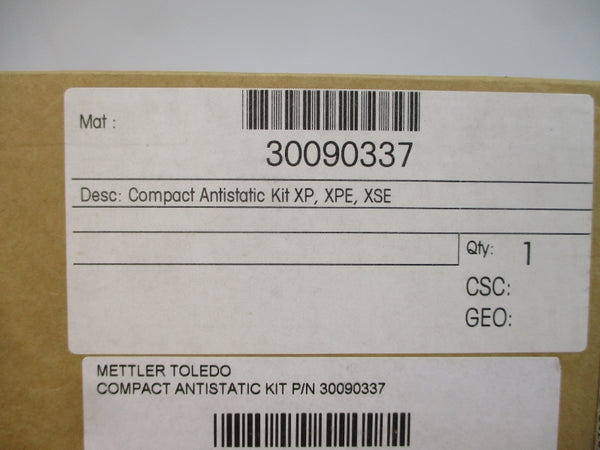 Mat :
30090337
Desc: Compact Antistatic Kit XP, XPE, XSE
Qty: 1
CSC:
GEO:
METTLER TOLEDO
COMPACT ANTISTATIC KIT P/N 30090337